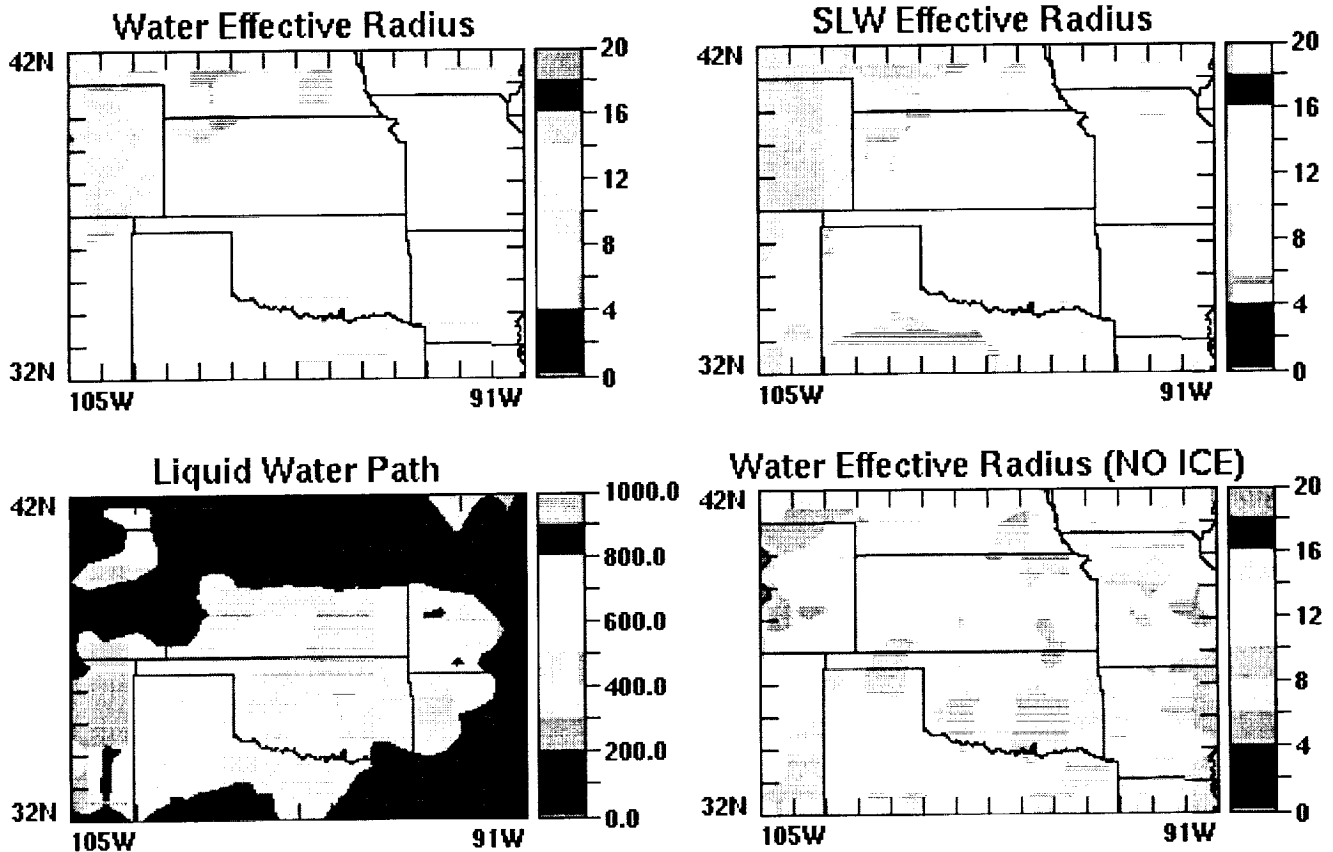 Water Effective Radius
42N
32N
105W
91W
20
16
12
8
4
0
SLW Effective Radius
42N
32N
105W
91W
20
16
12
8
4
0
Liquid Water Path
42N
32N
105W
91W
1000.0
800.0
600.0
400.0
200.0
0.0
Water Effective Radius (NO ICE)
42N
32N
105W
91W
20
16
12
8
4
0